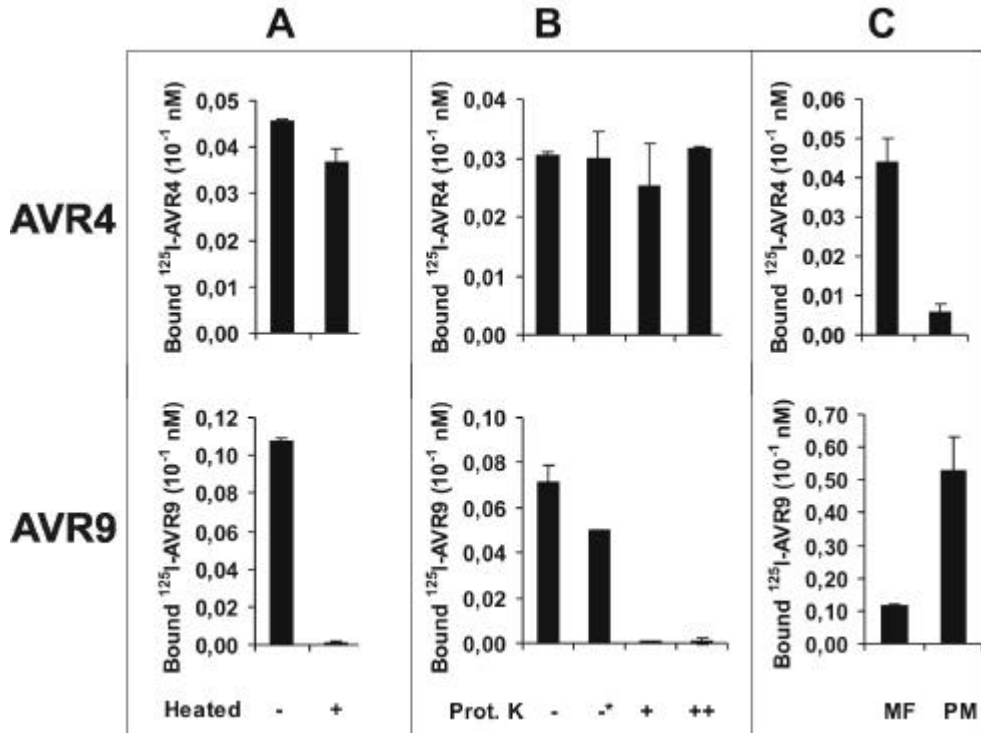 A
B
C
AVR4
Bound ¹²⁵I-AVR4 (10⁻¹ nM)
0,05
0,04
0,03
0,02
0,01
0,00
Bound ¹²⁵I-AVR4 (10⁻¹ nM)
0,04
0,03
0,02
0,01
0,00
Bound ¹²⁵I-AVR4 (10⁻¹ nM)
0,06
0,05
0,04
0,03
0,02
0,01
0,00
AVR9
Bound ¹²⁵I-AVR9 (10⁻¹ nM)
0,12
0,10
0,08
0,06
0,04
0,02
0,00
Bound ¹²⁵I-AVR9 (10⁻¹ nM)
0,10
0,08
0,06
0,04
0,02
0,00
Bound ¹²⁵I-AVR9 (10⁻¹ nM)
0,70
0,60
0,50
0,40
0,30
0,20
0,10
0,00
Heated - +
Prot. K - -* + ++
MF PM